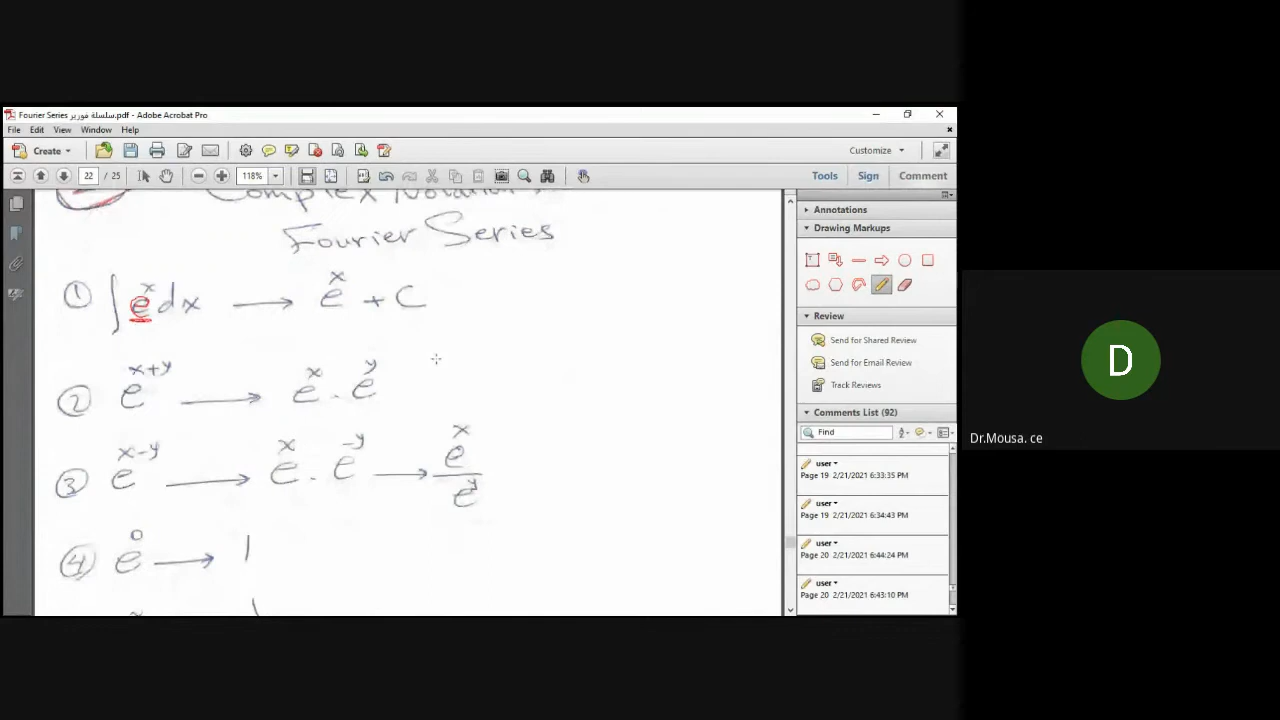 Fourier Series سلسلة فورير.pdf - Adobe Acrobat Pro
File Edit View Window Help
Create Customize
22 / 25 118% Tools Sign Comment
Complex Notation
Fourier Series
① ∫ e^x dx → e^x + C
② e^{x+y} → e^x . e^y
③ e^{x-y} → e^x . e^{-y} → e^x / e^y
④ e^0 → 1
Annotations
Drawing Markups
Review
Send for Shared Review
Send for Email Review
Track Reviews
Comments List (92)
Find
user
Page 19 2/21/2021 6:33:35 PM
user
Page 19 2/21/2021 6:34:43 PM
user
Page 20 2/21/2021 6:44:24 PM
user
Page 20 2/21/2021 6:43:10 PM
D
Dr.Mousa. ce